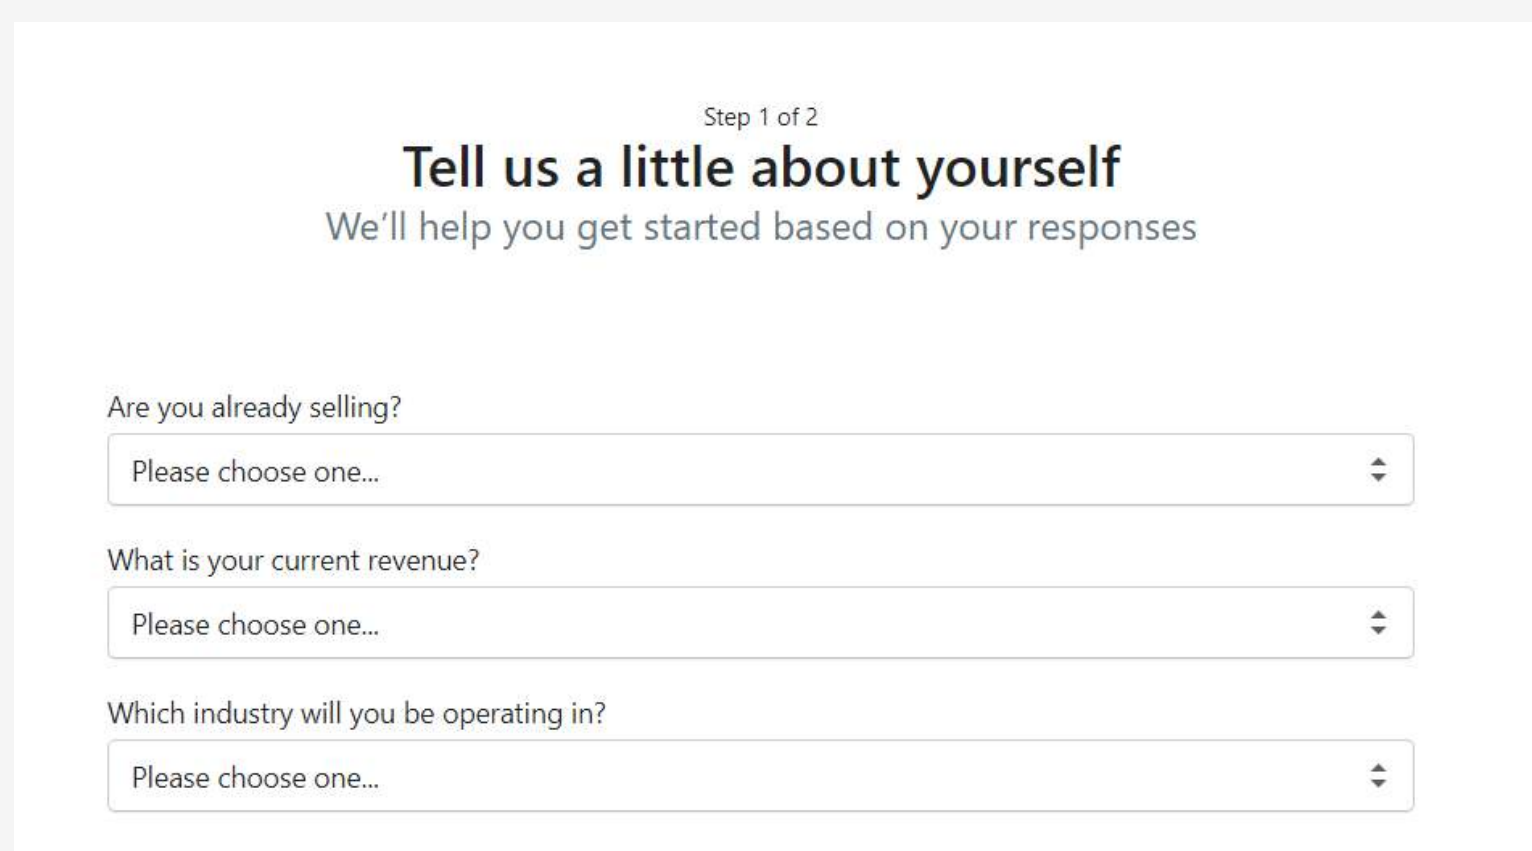 Step 1 of 2
Tell us a little about yourself
We’ll help you get started based on your responses
Are you already selling?
Please choose one...
What is your current revenue?
Please choose one...
Which industry will you be operating in?
Please choose one...